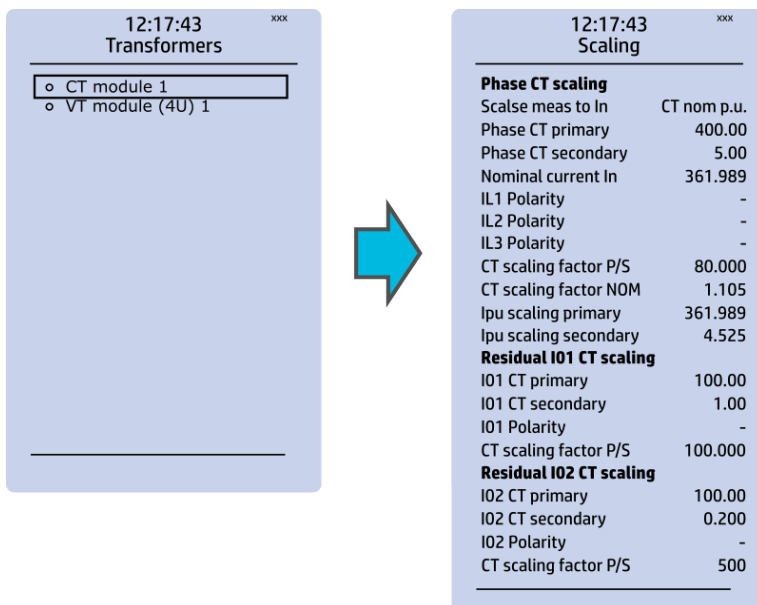 12:17:43 xxx
Transformers
CT module 1
VT module (4U) 1
12:17:43 xxx
Scaling
Phase CT scaling
Scalse meas to In CT nom p.u.
Phase CT primary 400.00
Phase CT secondary 5.00
Nominal current In 361.989
IL1 Polarity -
IL2 Polarity -
IL3 Polarity -
CT scaling factor P/S 80.000
CT scaling factor NOM 1.105
Ipu scaling primary 361.989
Ipu scaling secondary 4.525
Residual I01 CT scaling
I01 CT primary 100.00
I01 CT secondary 1.00
I01 Polarity -
CT scaling factor P/S 100.000
Residual I02 CT scaling
I02 CT primary 100.00
I02 CT secondary 0.200
I02 Polarity -
CT scaling factor P/S 500